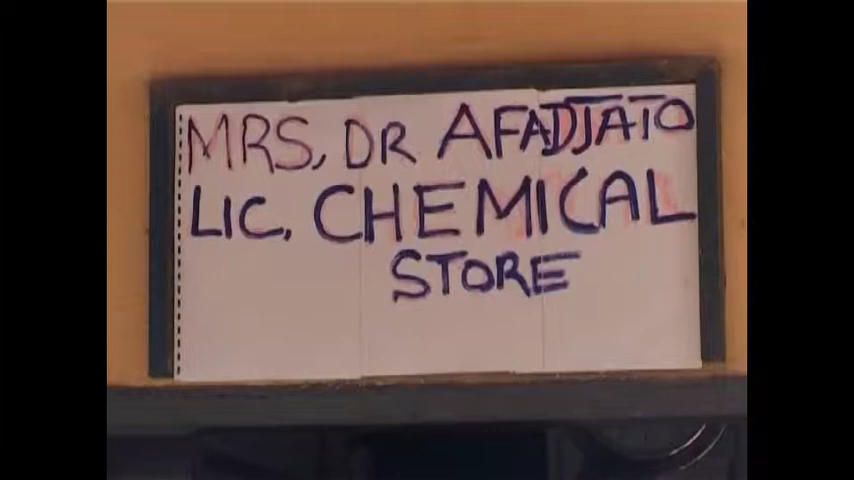 MRS, DR AFADJATO
LIC, CHEMICAL
STORE